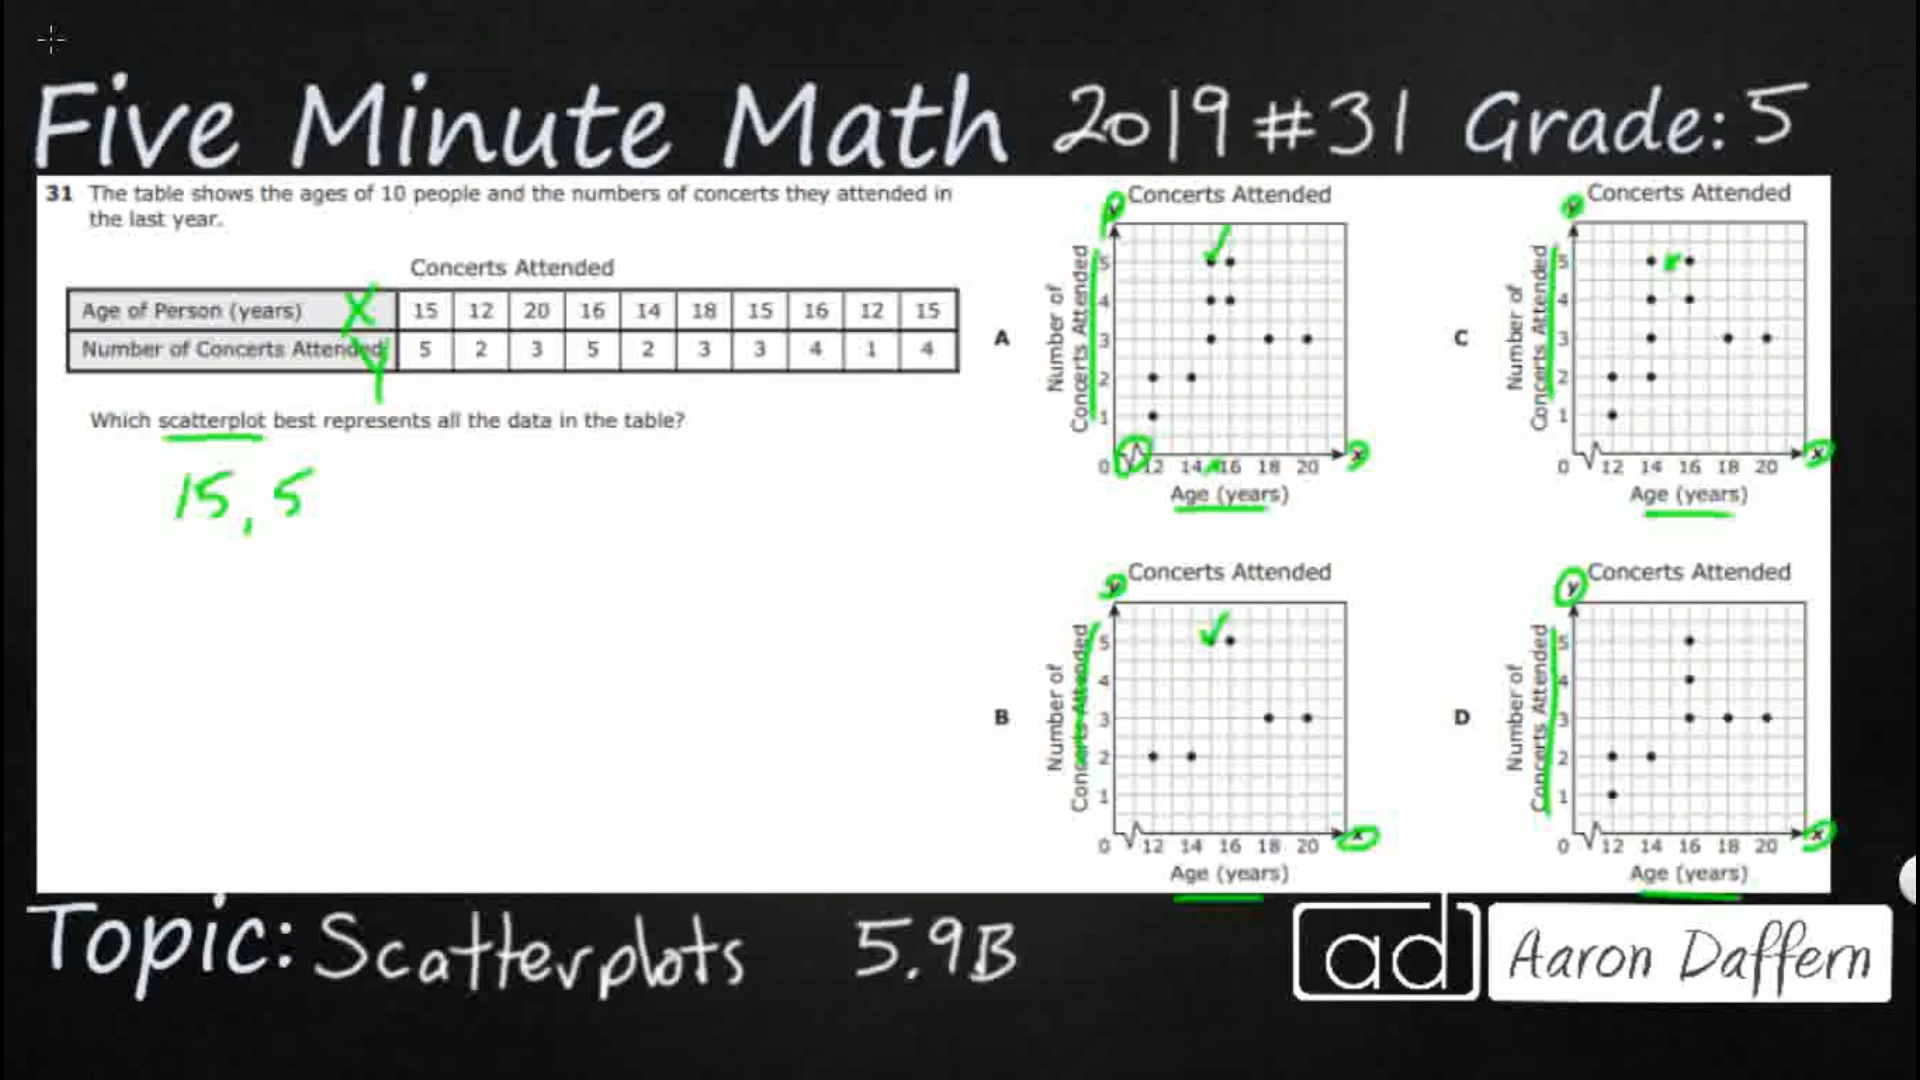 Five Minute Math 2019 #31 Grade: 5
31 The table shows the ages of 10 people and the numbers of concerts they attended in
the last year.
Concerts Attended
Age of Person (years) X 15 12 20 16 14 18 15 16 12 15
Number of Concerts Attended Y 5 2 3 5 2 3 3 4 1 4
Which scatterplot best represents all the data in the table?
15, 5
A
Concerts Attended
y
Number of
Concerts Attended
5
4
3
2
1
0 12 14 16 18 20 x
Age (years)
B
Concerts Attended
y
Number of
Concerts Attended
5
4
3
2
1
0 12 14 16 18 20 x
Age (years)
C
Concerts Attended
y
Number of
Concerts Attended
5
4
3
2
1
0 12 14 16 18 20 x
Age (years)
D
Concerts Attended
y
Number of
Concerts Attended
5
4
3
2
1
0 12 14 16 18 20 x
Age (years)
Topic: Scatterplots 5.9B
ad Aaron Daffern